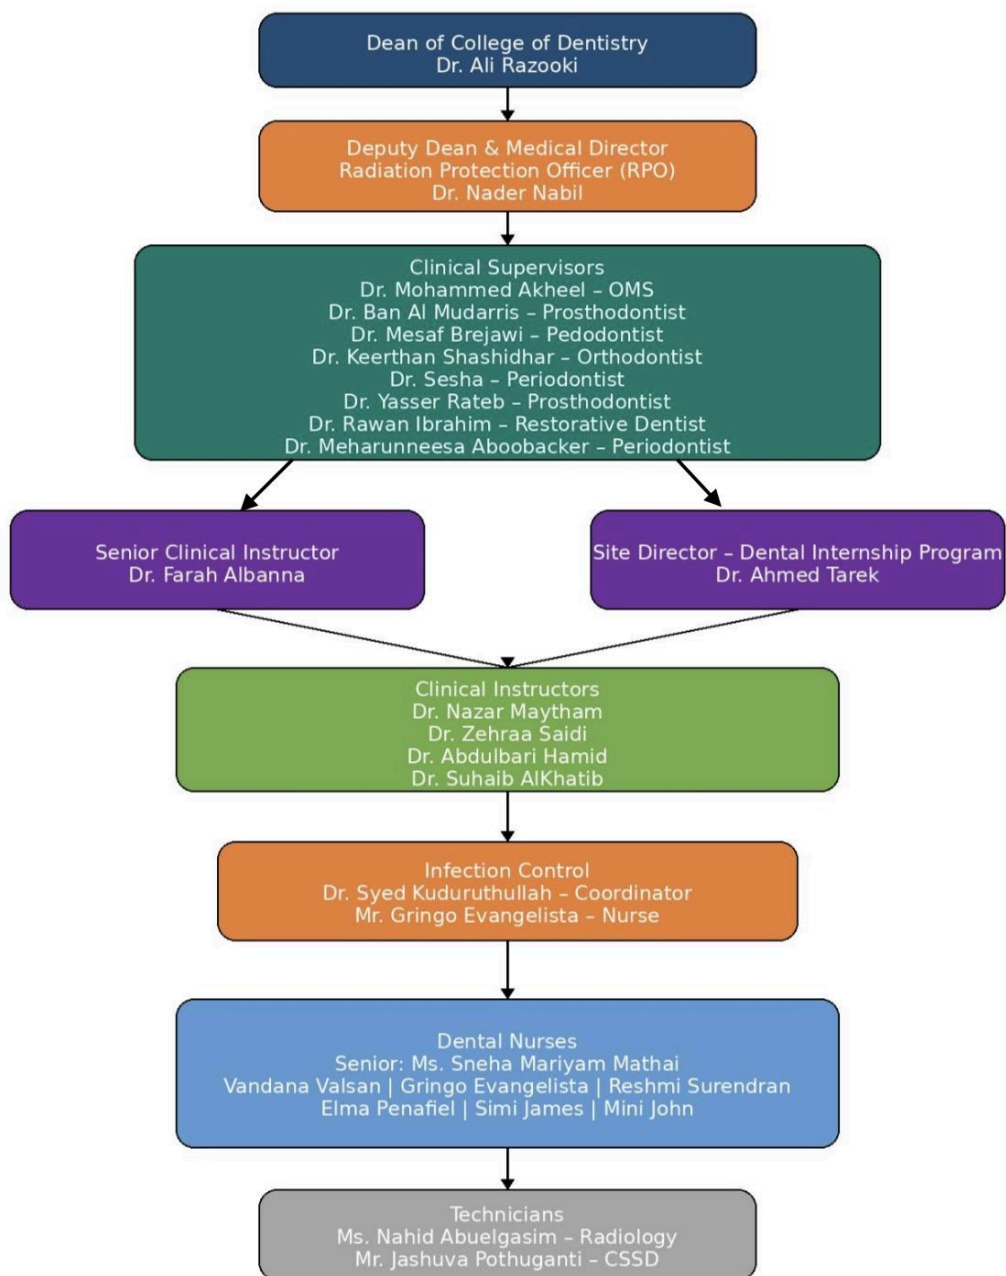 Dean of College of Dentistry
Dr. Ali Razooki
Deputy Dean & Medical Director
Radiation Protection Officer (RPO)
Dr. Nader Nabil
Clinical Supervisors
Dr. Mohammed Akheel – OMS
Dr. Ban Al Mudarris – Prosthodontist
Dr. Mesaf Brejawi – Pedodontist
Dr. Keerthan Shashidhar – Orthodontist
Dr. Sesha – Periodontist
Dr. Yasser Rateb – Prosthodontist
Dr. Rawan Ibrahim – Restorative Dentist
Dr. Meharunneesa Aboobacker – Periodontist
Senior Clinical Instructor
Dr. Farah Albanna
Site Director – Dental Internship Program
Dr. Ahmed Tarek
Clinical Instructors
Dr. Nazar Maytham
Dr. Zehraa Saidi
Dr. Abdulbari Hamid
Dr. Suhaib AlKhatib
Infection Control
Dr. Syed Kuduruthullah – Coordinator
Mr. Gringo Evangelista – Nurse
Dental Nurses
Senior: Ms. Sneha Mariyam Mathai
Vandana Valsan | Gringo Evangelista | Reshmi Surendran
Elma Penafiel | Simi James | Mini John
Technicians
Ms. Nahid Abuelgasim – Radiology
Mr. Jashuva Pothuganti – CSSD